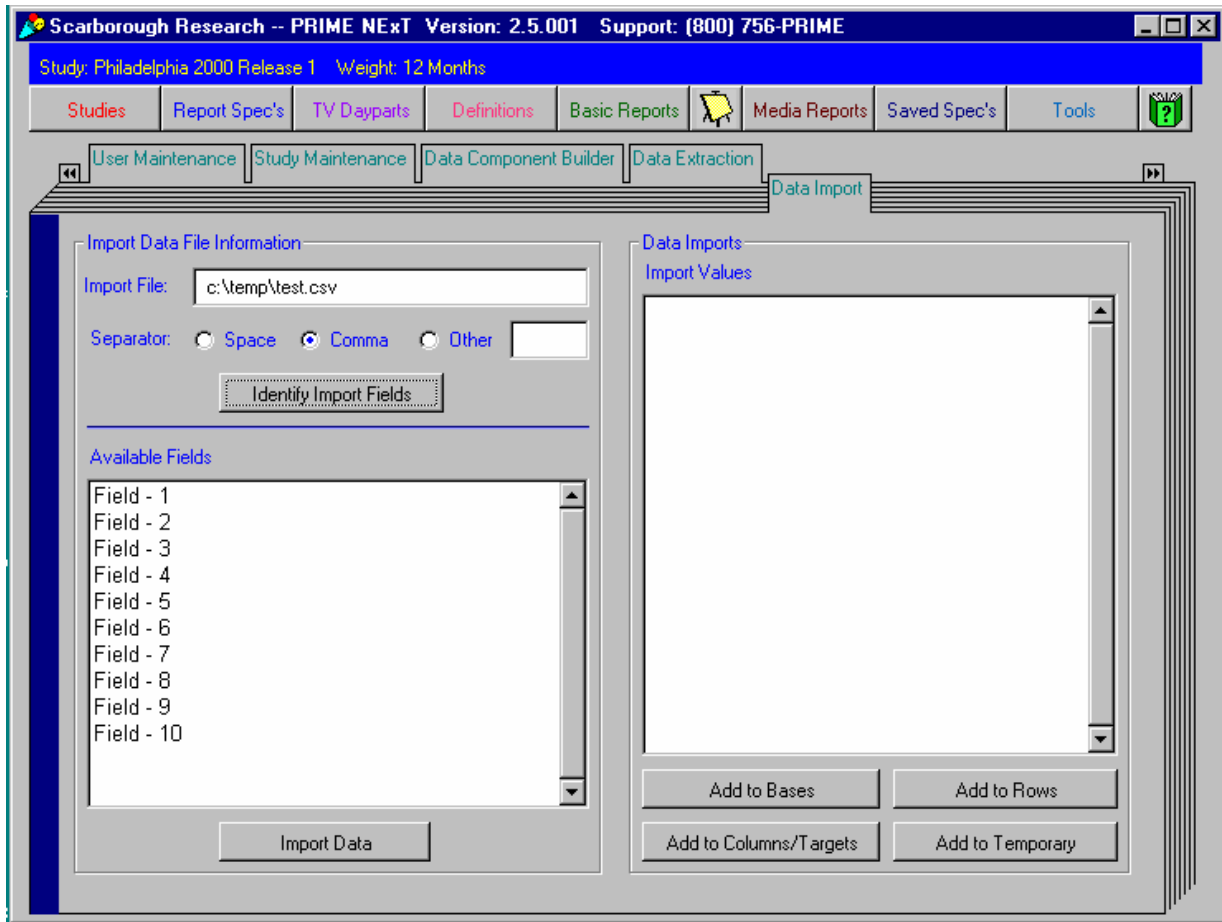 Scarborough Research -- PRIME NExT Version: 2.5.001 Support: (800) 756-PRIME
Study: Philadelphia 2000 Release 1 Weight: 12 Months
Studies Report Spec's TV Dayparts Definitions Basic Reports Media Reports Saved Spec's Tools ?
User Maintenance Study Maintenance Data Component Builder Data Extraction
Data Import
Import Data File Information
Import File: c:\temp\test.csv
Separator: Space Comma Other
Identify Import Fields
Available Fields
Field - 1
Field - 2
Field - 3
Field - 4
Field - 5
Field - 6
Field - 7
Field - 8
Field - 9
Field - 10
Import Data
Data Imports
Import Values
Add to Bases Add to Rows
Add to Columns/Targets Add to Temporary